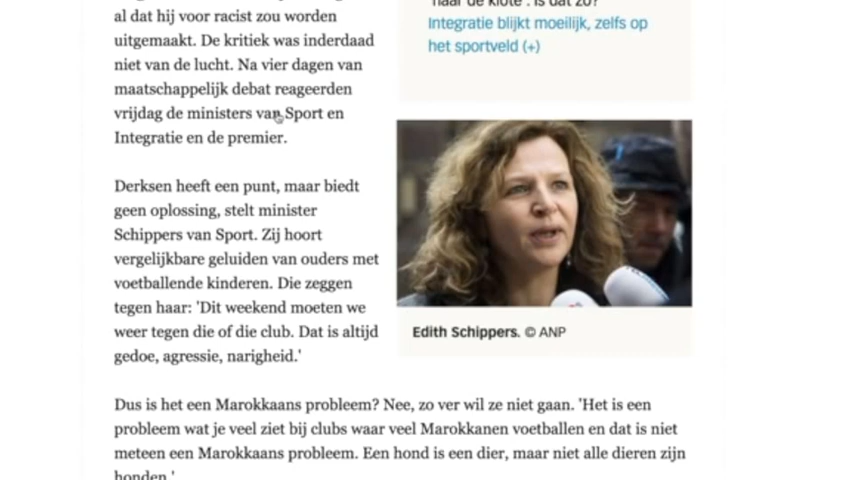 al dat hij voor racist zou worden
uitgemaakt. De kritiek was inderdaad
niet van de lucht. Na vier dagen van
maatschappelijk debat reageerden
vrijdag de ministers van Sport en
Integratie en de premier.
Derksen heeft een punt, maar biedt
geen oplossing, stelt minister
Schippers van Sport. Zij hoort
vergelijkbare geluiden van ouders met
voetballende kinderen. Die zeggen
tegen haar: 'Dit weekend moeten we
weer tegen die of die club. Dat is altijd
gedoe, agressie, narigheid.'
Dus is het een Marokkaans probleem? Nee, zo ver wil ze niet gaan. 'Het is een
probleem wat je veel ziet bij clubs waar veel Marokkanen voetballen en dat is niet
meteen een Marokkaans probleem. Een hond is een dier, maar niet alle dieren zijn
honden.'
'naar de klote'. Is dat zo?
Integratie blijkt moeilijk, zelfs op
het sportveld (+)
Edith Schippers. © ANP